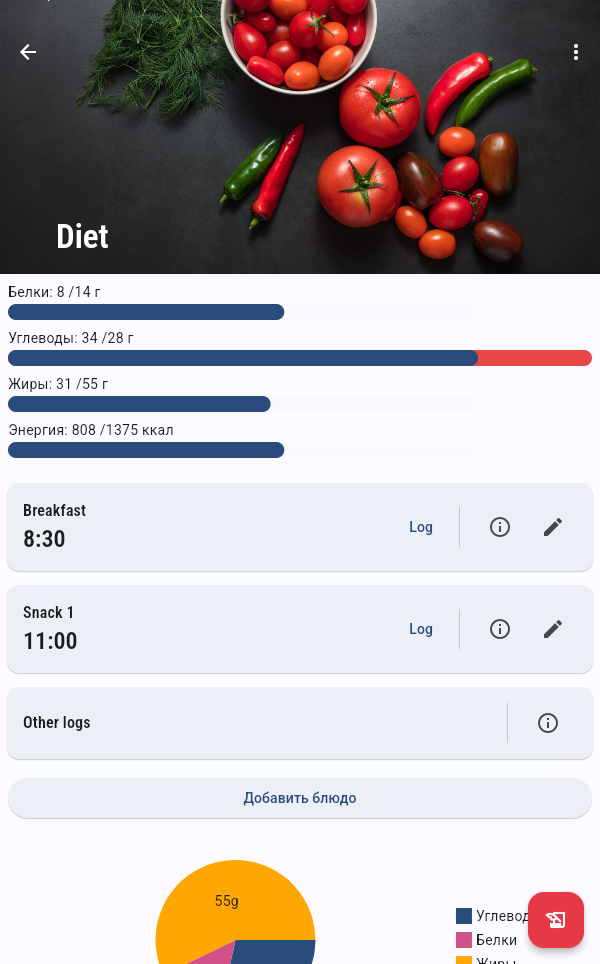 Diet
Белки: 8 /14 г
Углеводы: 34 /28 г
Жиры: 31 /55 г
Энергия: 808 /1375 ккал
Breakfast
8:30
Log
Snack 1
11:00
Log
Other logs
Добавить блюдо
55g
Углевод
Белки
Жиры